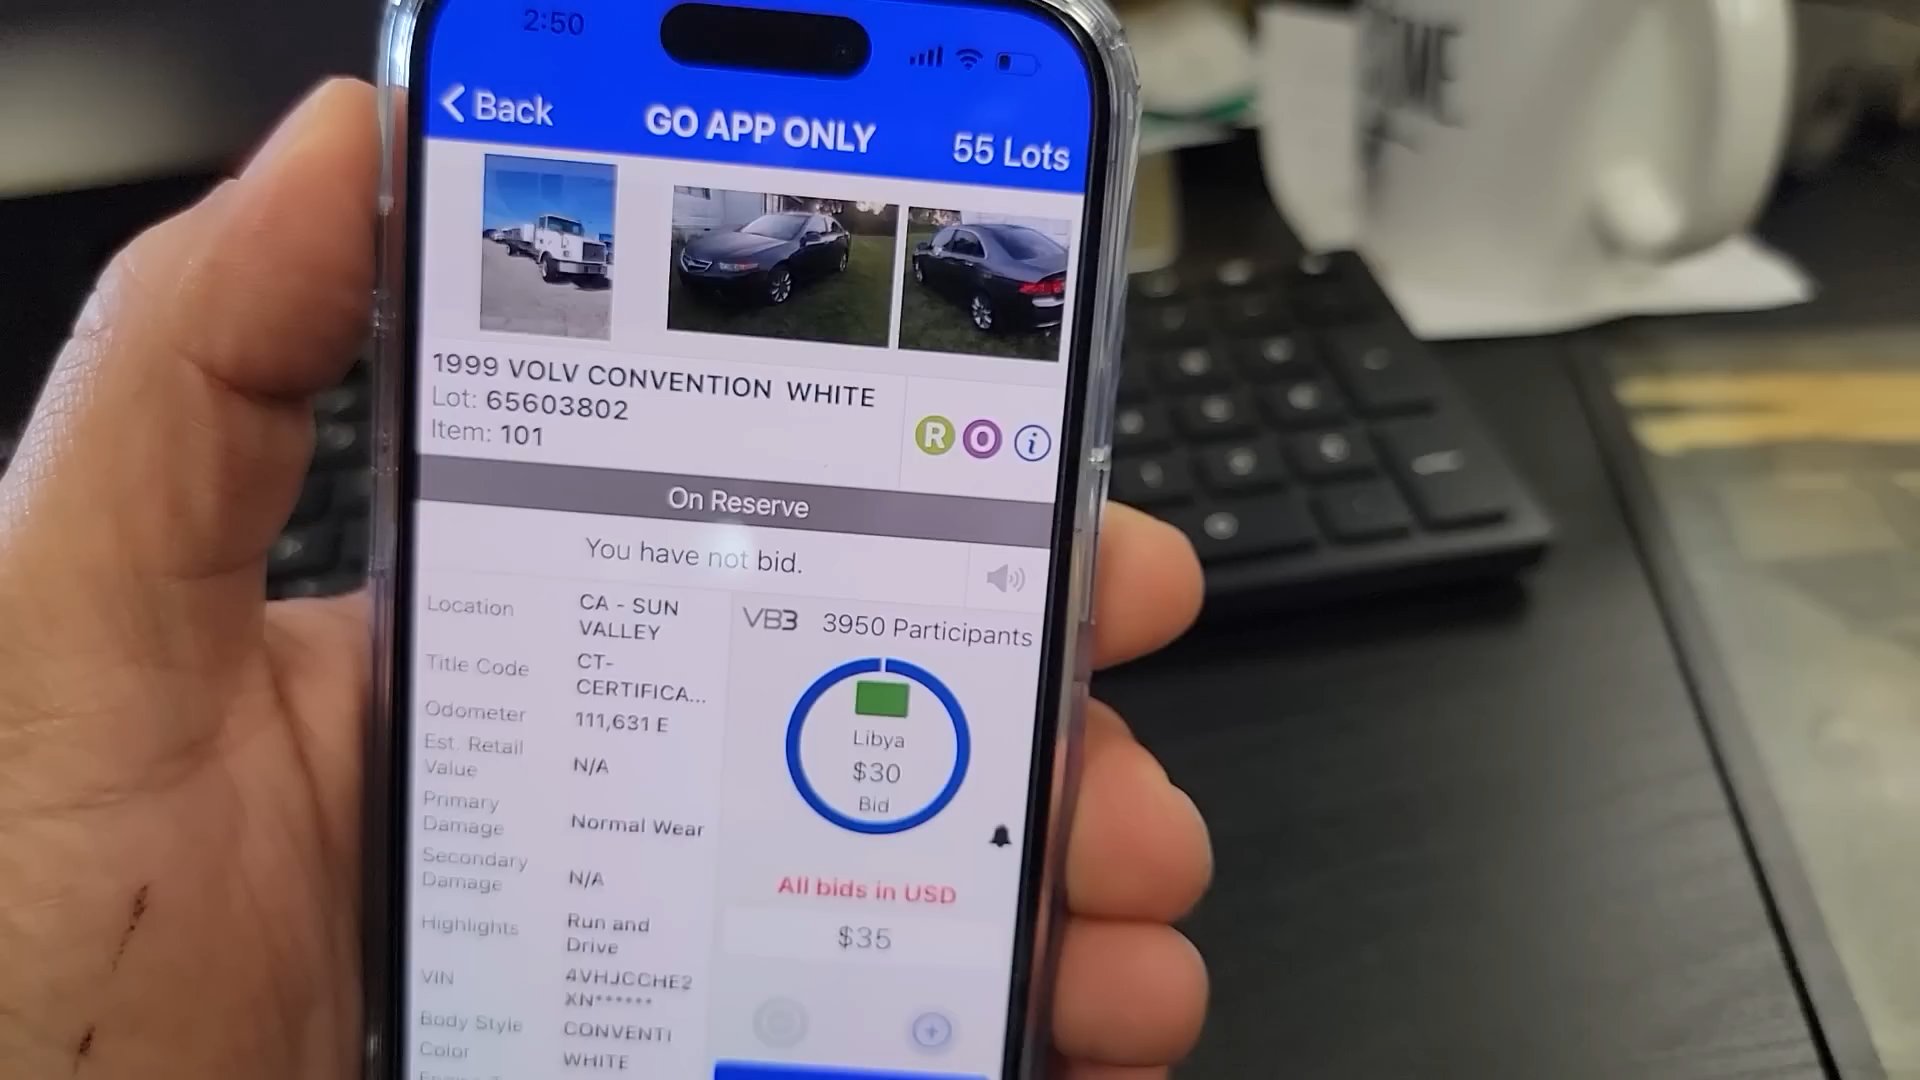 2:50
Back
GO APP ONLY
55 Lots
1999 VOLV CONVENTION WHITE
Lot: 65603802
Item: 101
R O i
On Reserve
You have not bid.
Location CA - SUN
VALLEY
Title Code CT-
CERTIFICA...
Odometer 111,631 E
Est. Retail
Value N/A
Primary
Damage Normal Wear
Secondary
Damage N/A
Highlights Run and
Drive
VIN 4VHJCCHE2
XN******
Body Style CONVENTI
Color WHITE
VB3 3950 Participants
Libya
$30
Bid
All bids in USD
$35
+